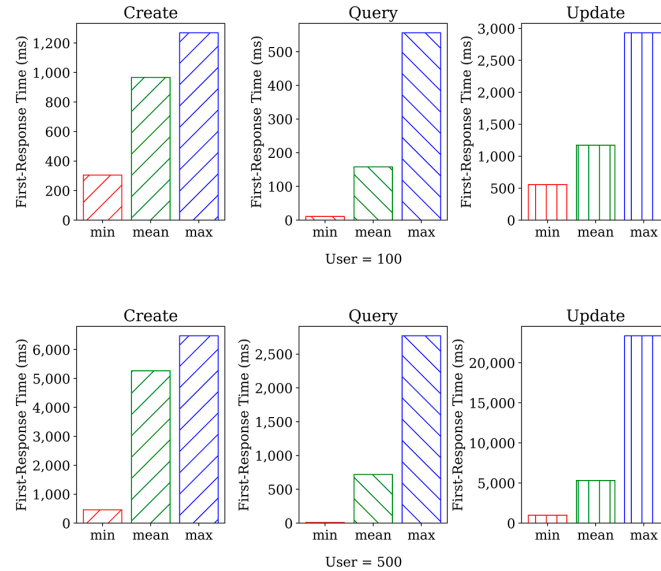 Create
Query
Update
First-Response Time (ms)
1,200
1,000
800
600
400
200
0
min mean max
First-Response Time (ms)
500
400
300
200
100
0
min mean max
First-Response Time (ms)
3,000
2,500
2,000
1,500
1,000
500
0
min mean max
User = 100
Create
Query
Update
First-Response Time (ms)
6,000
5,000
4,000
3,000
2,000
1,000
0
min mean max
First-Response Time (ms)
2,500
2,000
1,500
1,000
500
0
min mean max
First-Response Time (ms)
20,000
15,000
10,000
5,000
0
min mean max
User = 500